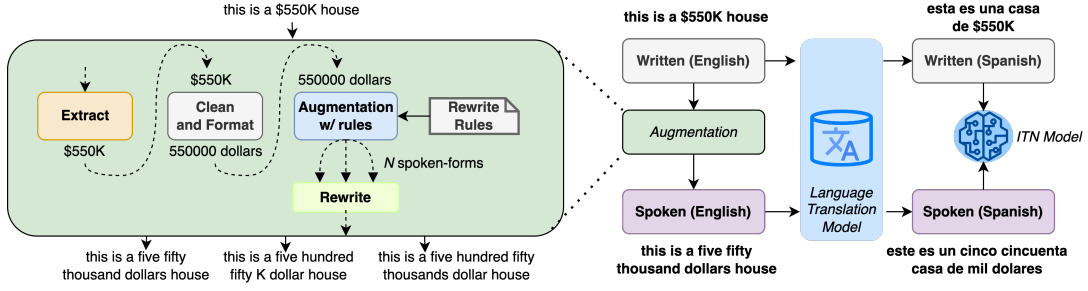 this is a $550K house
$550K
550000 dollars
Extract
Clean
and Format
Augmentation
w/ rules
Rewrite
Rules
$550K
550000 dollars
N spoken-forms
Rewrite
this is a five fifty
thousand dollars house
this is a five hundred
fifty K dollar house
this is a five hundred fifty
thousands dollar house
this is a $550K house
Written (English)
Augmentation
Spoken (English)
this is a five fifty
thousand dollars house
Language
Translation
Model
esta es una casa
de $550K
Written (Spanish)
ITN Model
Spoken (Spanish)
este es un cinco cincuenta
casa de mil dolares